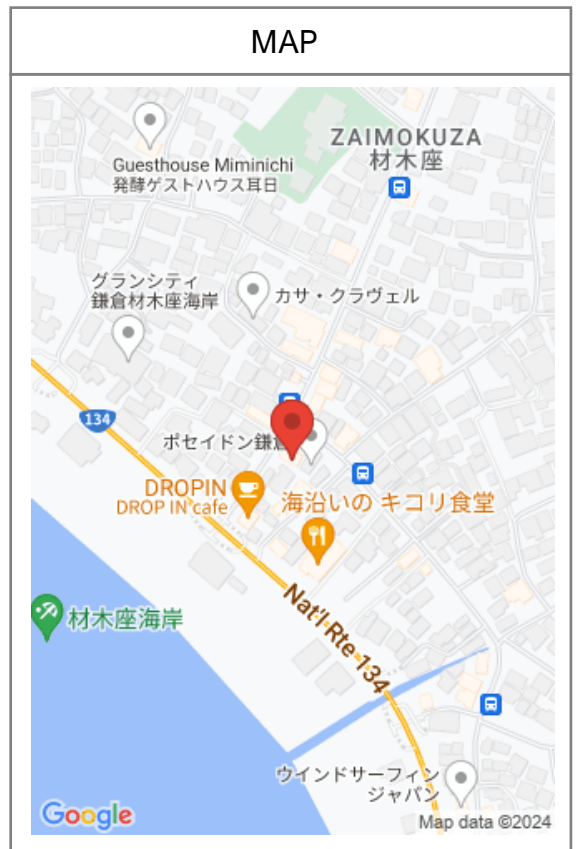 MAP
ZAIMOKUZA
材木座
Guesthouse Miminichi
発酵ゲストハウス耳日
グランシティ
鎌倉材木座海岸
カサ・クラヴェル
134
ポセイドン鎌倉
DROPIN
DROP IN cafe
海沿いの キコリ食堂
Nat'l Rte 134
材木座海岸
ウインドサーフィン
ジャパン
Google
Map data ©2024